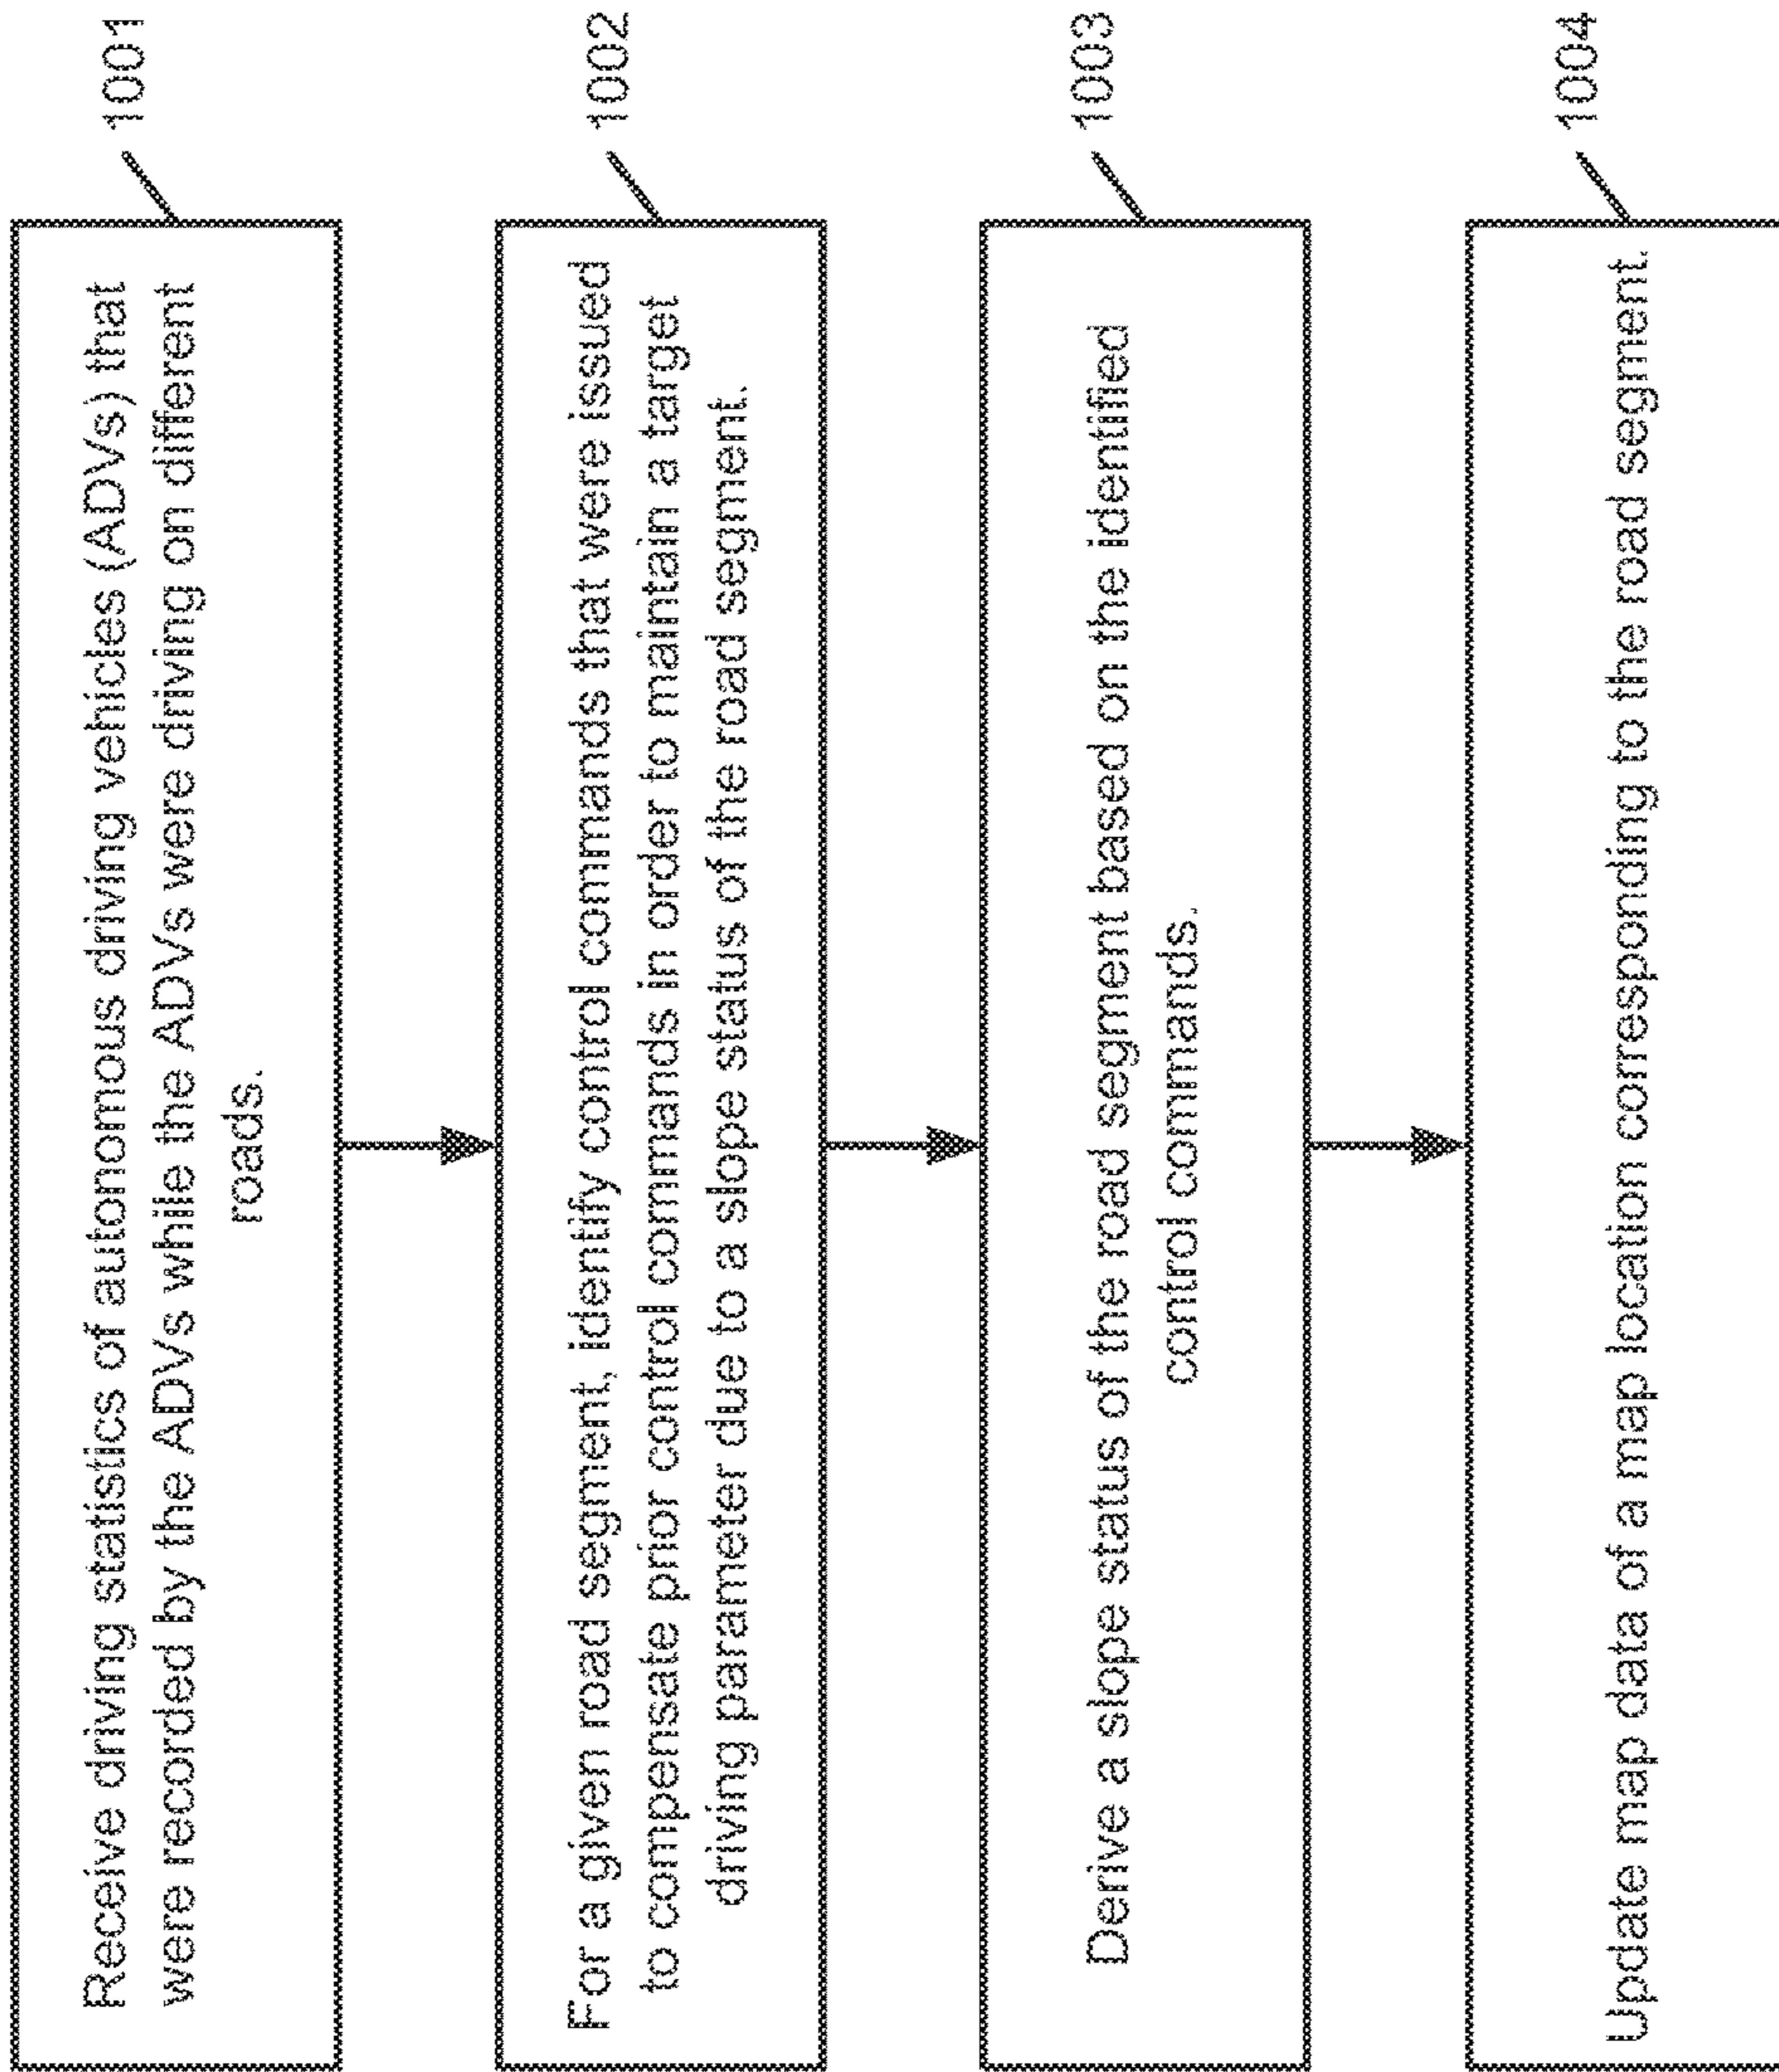 Receive driving statistics of autonomous driving vehicles (ADVs) that
were recorded by the ADVs while the ADVs were driving on different
roads.
1001
For a given road segment, identify control commands that were issued
to compensate prior control commands in order to maintain a target
driving parameter due to a slope status of the road segment.
1002
Derive a slope status of the road segment based on the identified
control commands.
1003
Update map data of a map location corresponding to the road segment.
1004